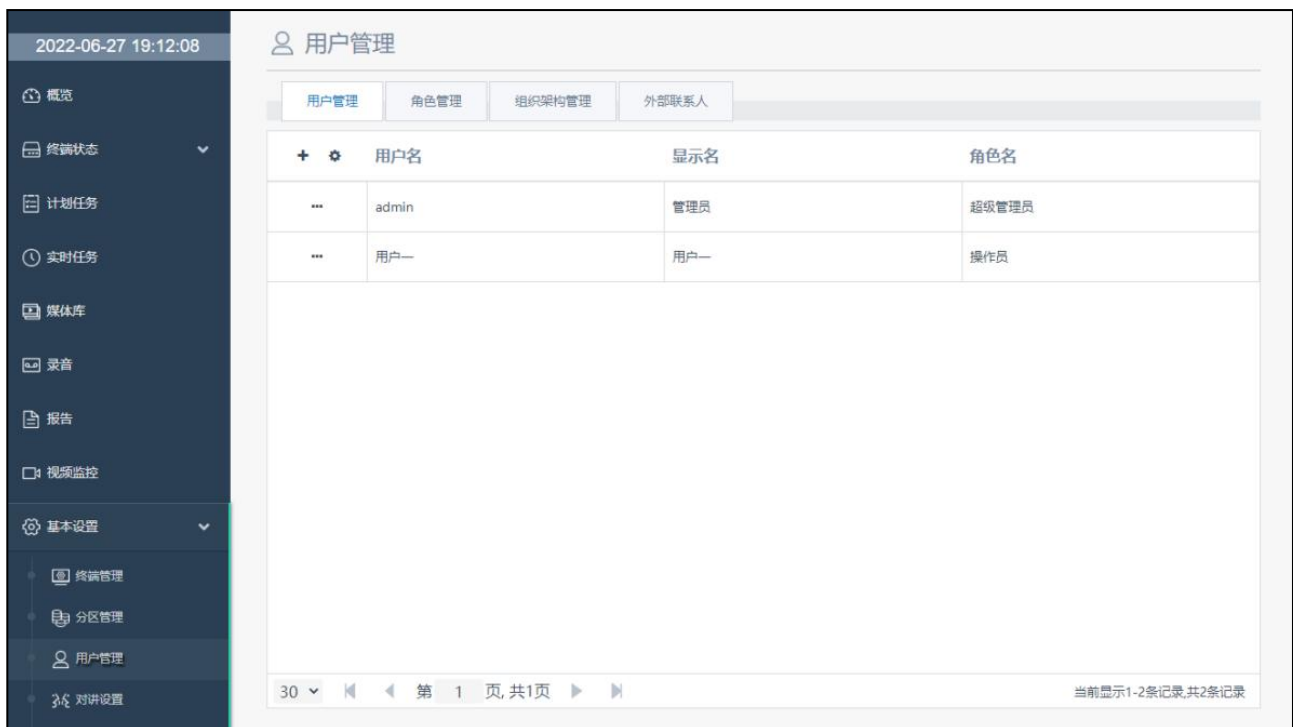 2022-06-27 19:12:08
概览
终端状态
计划任务
实时任务
媒体库
录音
报告
视频监控
基本设置
终端管理
分区管理
用户管理
对讲设置
用户管理
用户管理 角色管理 组织架构管理 外部联系人
用户名 显示名 角色名
admin 管理员 超级管理员
用户一 用户一 操作员
30 第 1 页,共1页 当前显示1-2条记录,共2条记录